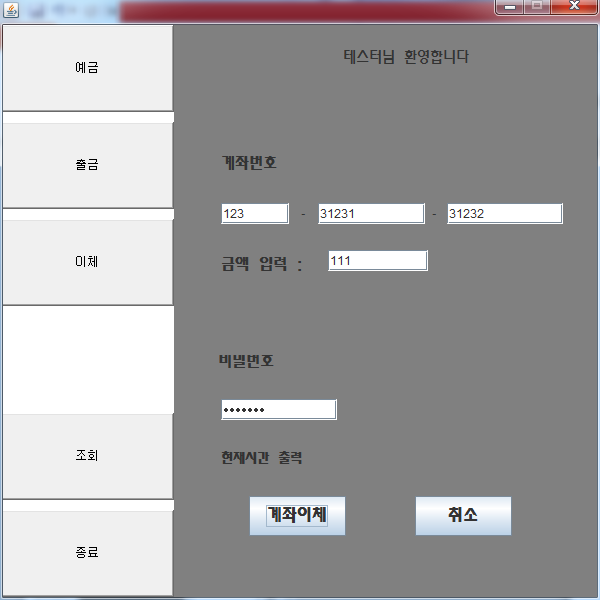 테스터님 환영합니다
예금
출금
이체
조회
종료
계좌번호
123 - 31231 - 31232
금액 입력 : 111
비밀번호
•••••••
현재시간 출력
계좌이체 취소